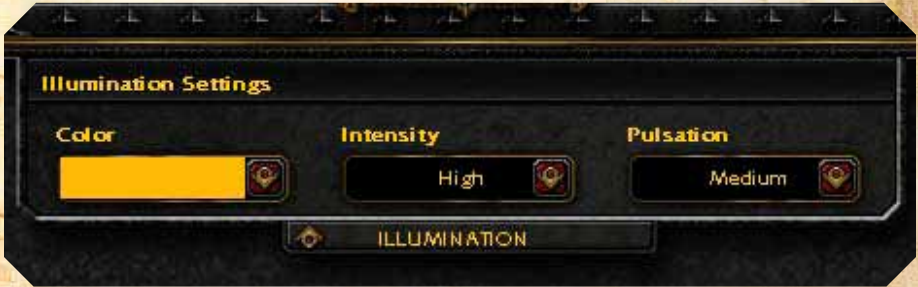 Illumination Settings
Color Intensity Pulsation
High Medium
ILLUMINATION